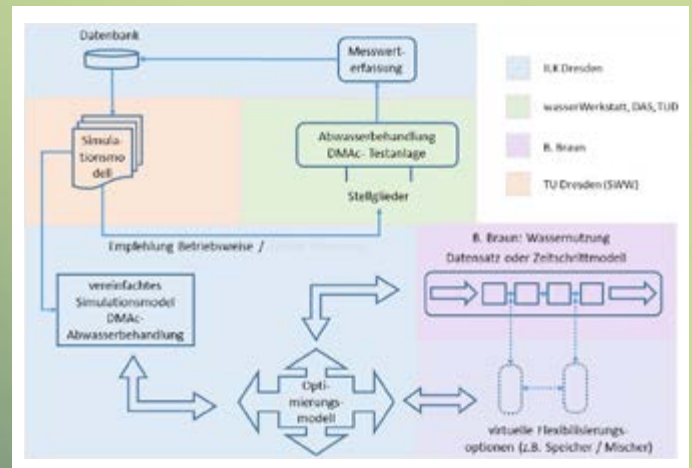 Datenbank
Messwert-
erfassung
ILK Dresden
wasserWerkstatt, DAS, TUD
B. Braun
TU Dresden (SWW)
Simula-
tionsmo
dell
Abwasserbehandlung
DMAc- Testanlage
Stellglieder
Empfehlung Betriebsweise /
B. Braun: Wassernutzung
Datensatz oder Zeitschrittmodell
vereinfachtes
Simulationsmodel
DMAc-
Abwasserbehandlung
Opti-
mierungs-
modell
virtuelle Flexibilisierungs-
optionen (z.B. Speicher / Mischer)